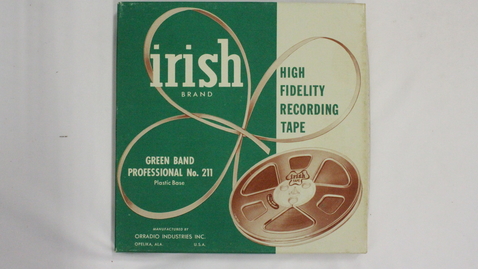 irish
BRAND
HIGH
FIDELITY
RECORDING
TAPE
GREEN BAND
PROFESSIONAL No. 211
Plastic Base
irish
MANUFACTURED BY
ORRADIO INDUSTRIES INC.
OPELIKA, ALA. U.S.A.